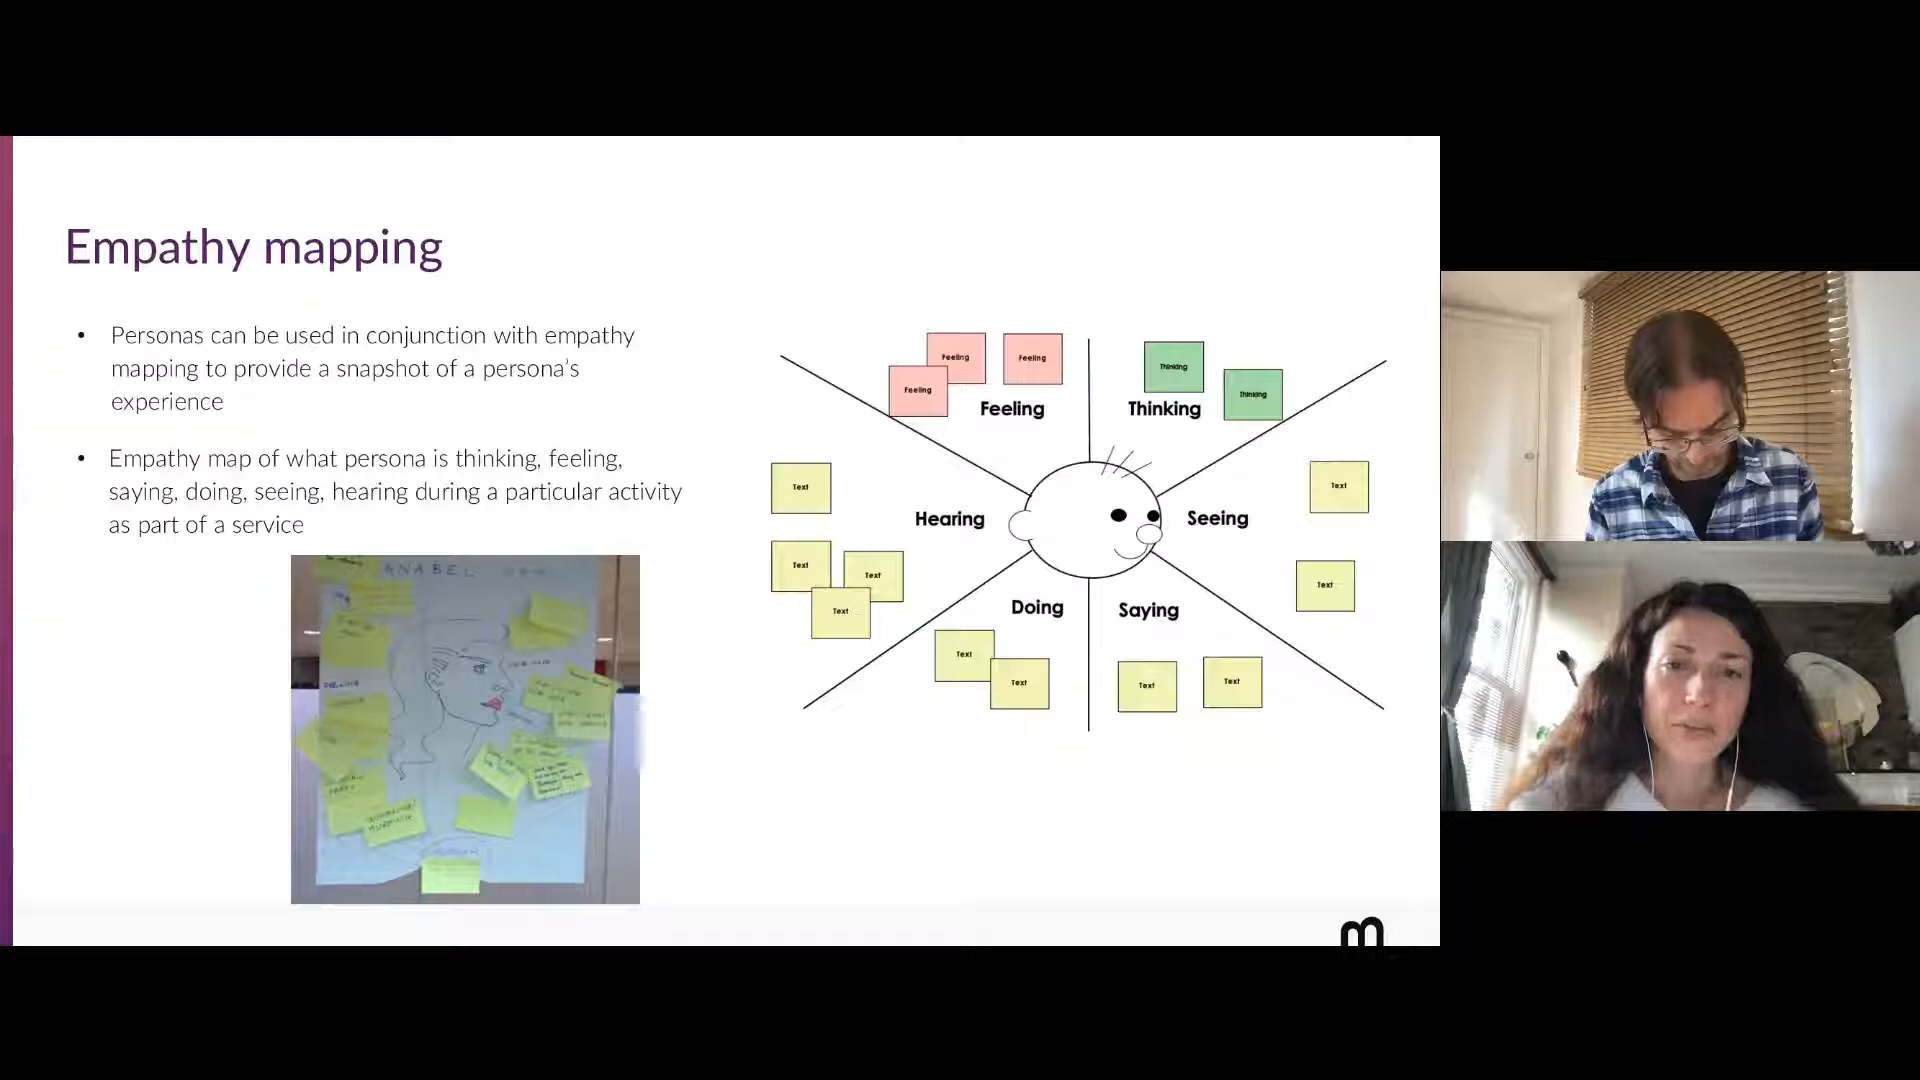 Empathy mapping
• Personas can be used in conjunction with empathy
mapping to provide a snapshot of a persona’s
experience
• Empathy map of what persona is thinking, feeling,
saying, doing, seeing, hearing during a particular activity
as part of a service
ANABEL
Feeling
Feeling
Feeling
Feeling
Thinking
Thinking
Thinking
Text
Hearing
Text
Text
Text
Seeing
Text
Text
Doing
Text
Text
Saying
Text
Text
m